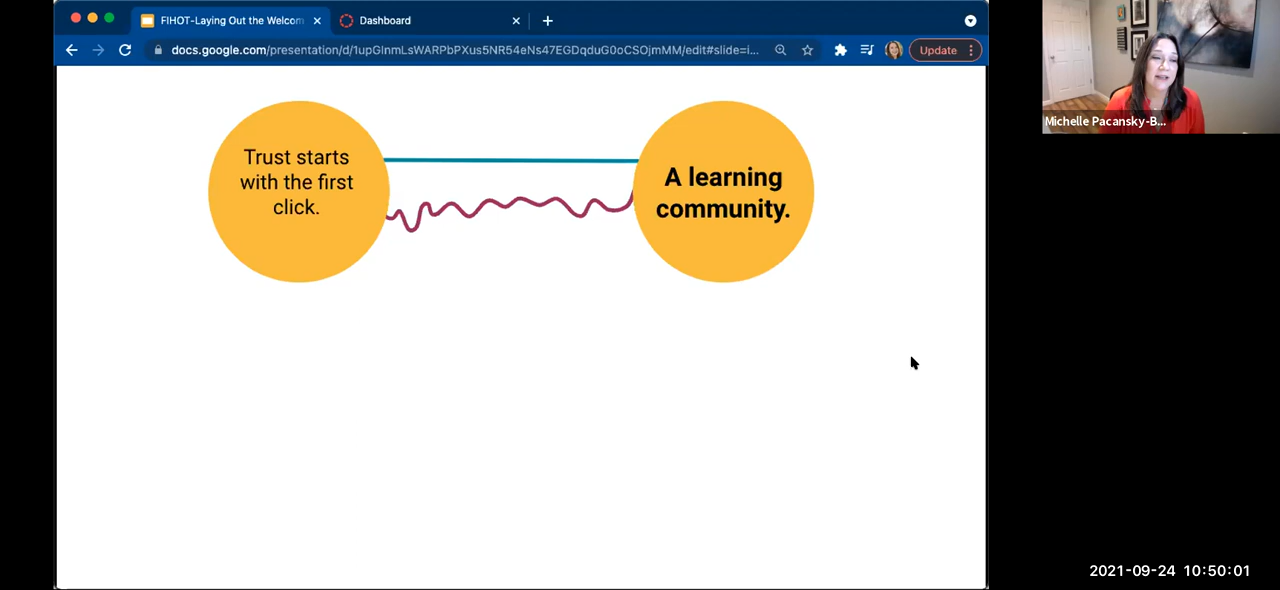 FIHOT-Laying Out the Welcom
Dashboard
docs.google.com/presentation/d/1upGlnmLsWARPbPXus5NR54eNs47EGDqduG0oCSOjmMM/edit#slide=i...
Update
Trust starts
with the first
click.
A learning
community.
Michelle Pacansky-B...
2021-09-24 10:50:01